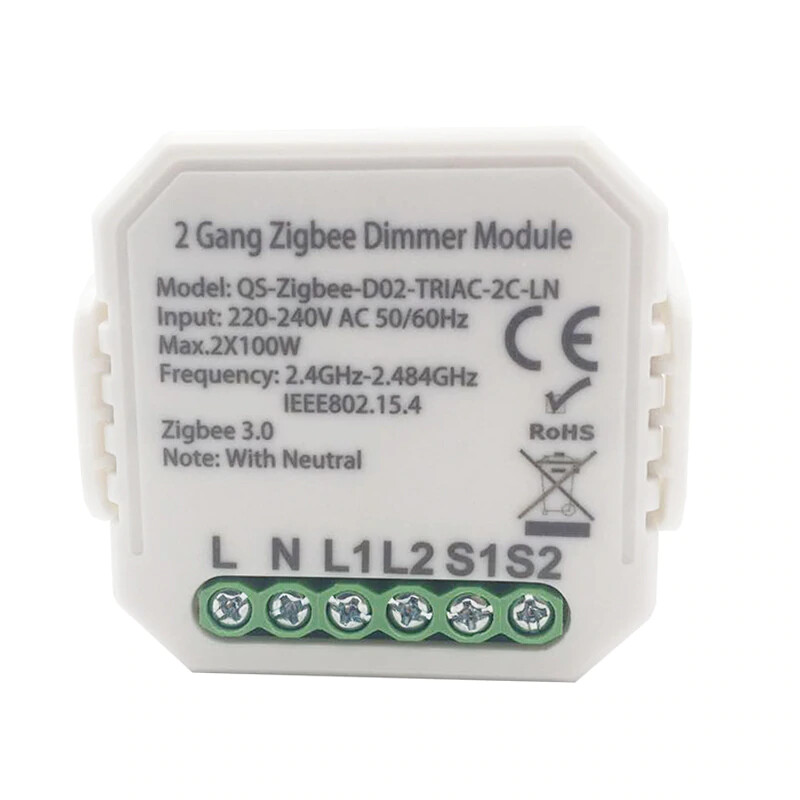 2 Gang Zigbee Dimmer Module
Model: QS-Zigbee-D02-TRIAC-2C-LN
Input: 220-240V AC 50/60Hz
Max.2X100W
Frequency: 2.4GHz-2.484GHz
IEEE802.15.4
Zigbee 3.0
Note: With Neutral
CE
RoHS
L N L1 L2 S1 S2